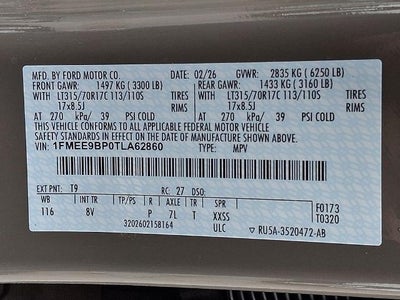 MFD. BY FORD MOTOR CO. 02/26 GVWR: 2835 KG ( 6250 LB)
FRONT GAWR: 1497 KG ( 3300 LB) REAR GAWR : 1433 KG ( 3160 LB)
WITH LT315/70R17C 113/110S TIRES WITH LT315/70R17C 113/110S TIRES
17x8.5J RIMS 17x8.5J RIMS
AT 270 kPa/ 39 PSI COLD AT 270 kPa/ 39 PSI COLD
THIS VEHICLE CONFORMS TO ALL APPLICABLE FEDERAL MOTOR VEHICLE
SAFETY STANDARDS IN EFFECT ON THE DATE OF MANUFACTURE SHOWN ABOVE.
VIN: 1FMEE9BP0TLA62860 TYPE: MPV
EXT PNT: T9 RC: 27 DSO:
WB INT TR TP/PS R AXLE TR SPR F0173
116 8V P 7L T XXSS T0320
3202602158164 ULC RU5A-3520472-AB